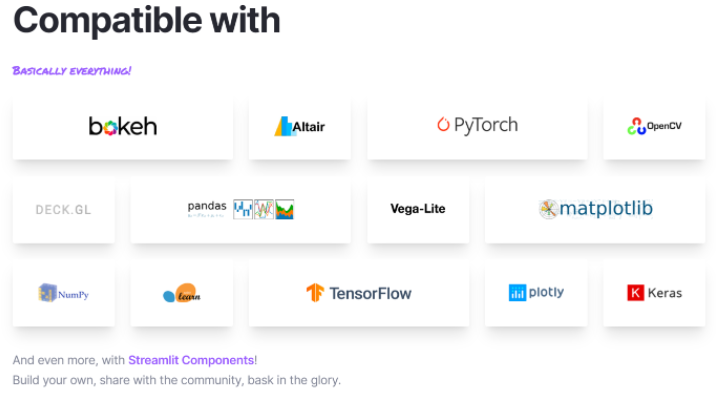 Compatible with
BASICALLY EVERYTHING!
bokeh
Altair
PyTorch
OpenCV
DECK.GL
pandas
Vega-Lite
matplotlib
NumPy
learn
TensorFlow
plotly
Keras
And even more, with Streamlit Components!
Build your own, share with the community, bask in the glory.